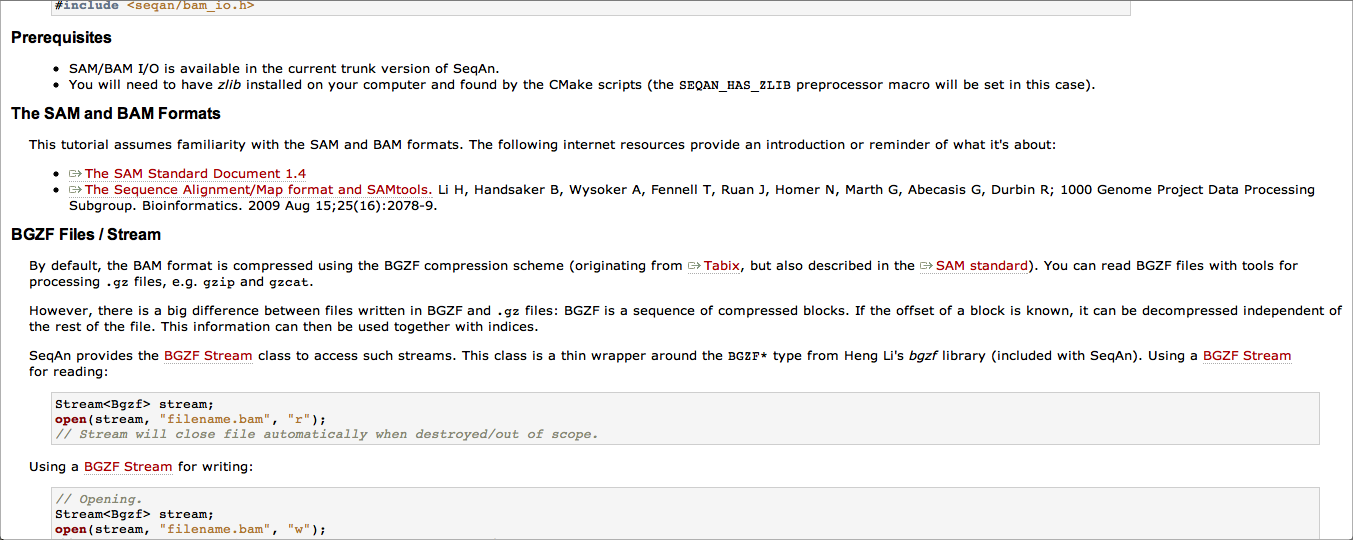 #include <seqan/bam_io.h>
Prerequisites
• SAM/BAM I/O is available in the current trunk version of SeqAn.
• You will need to have zlib installed on your computer and found by the CMake scripts (the SEQAN_HAS_ZLIB preprocessor macro will be set in this case).
The SAM and BAM Formats
This tutorial assumes familiarity with the SAM and BAM formats. The following internet resources provide an introduction or reminder of what it's about:
• The SAM Standard Document 1.4
• The Sequence Alignment/Map format and SAMtools. Li H, Handsaker B, Wysoker A, Fennell T, Ruan J, Homer N, Marth G, Abecasis G, Durbin R; 1000 Genome Project Data Processing
Subgroup. Bioinformatics. 2009 Aug 15;25(16):2078-9.
BGZF Files / Stream
By default, the BAM format is compressed using the BGZF compression scheme (originating from Tabix, but also described in the SAM standard). You can read BGZF files with tools for
processing .gz files, e.g. gzip and gzcat.
However, there is a big difference between files written in BGZF and .gz files: BGZF is a sequence of compressed blocks. If the offset of a block is known, it can be decompressed independent of
the rest of the file. This information can then be used together with indices.
SeqAn provides the BGZF Stream class to access such streams. This class is a thin wrapper around the BGZF* type from Heng Li's bgzf library (included with SeqAn). Using a BGZF Stream
for reading:
Stream<Bgzf> stream;
open(stream, "filename.bam", "r");
// Stream will close file automatically when destroyed/out of scope.
Using a BGZF Stream for writing:
// Opening.
Stream<Bgzf> stream;
open(stream, "filename.bam", "w");